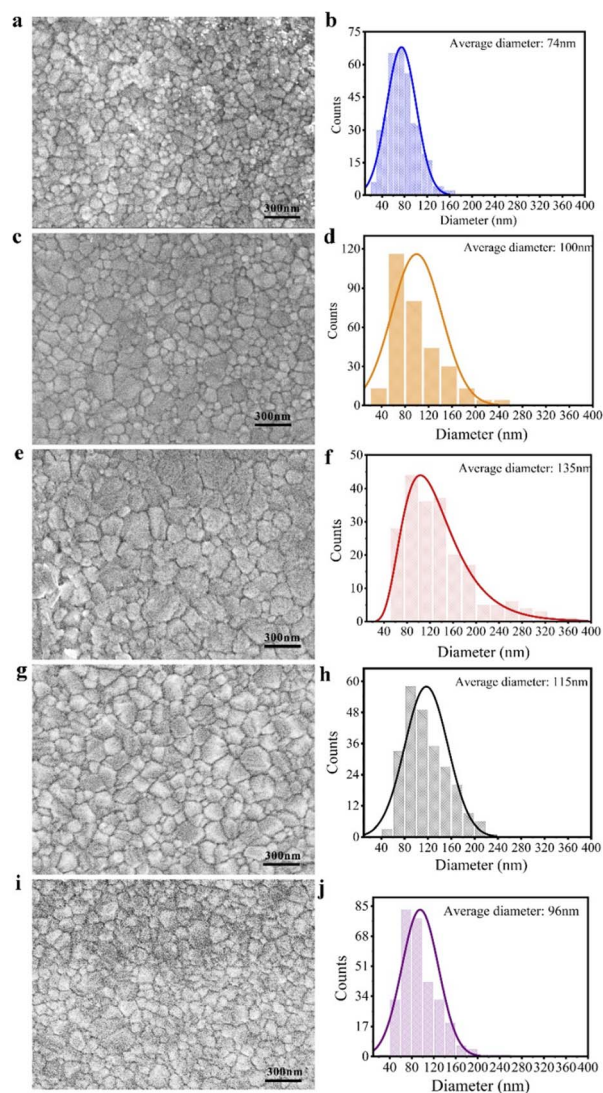 a
300nm
b
Average diameter: 74nm
75
60
45
30
15
0
Counts
40 80 120 160 200 240 280 320 360 400
Diameter (nm)
c
300nm
d
Average diameter: 100nm
120
90
60
30
0
Counts
40 80 120 160 200 240 280 320 360 400
Diameter (nm)
e
300nm
f
Average diameter: 135nm
50
40
30
20
10
0
Counts
40 80 120 160 200 240 280 320 360 400
Diameter (nm)
g
300nm
h
Average diameter: 115nm
60
48
36
24
12
0
Counts
40 80 120 160 200 240 280 320 360 400
Diameter (nm)
i
300nm
j
Average diameter: 96nm
85
68
51
34
17
0
Counts
40 80 120 160 200 240 280 320 360 400
Diameter (nm)